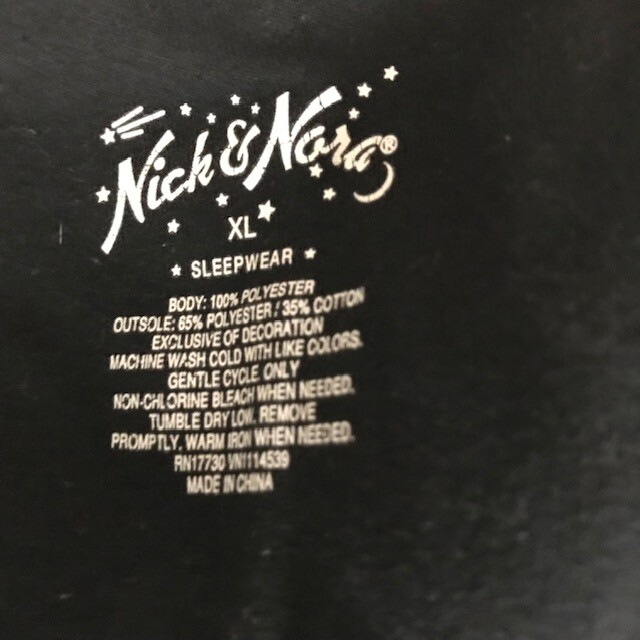 Nick & Nora®
XL
SLEEPWEAR
BODY: 100% POLYESTER
OUTSOLE: 65% POLYESTER / 35% COTTON
EXCLUSIVE OF DECORATION
MACHINE WASH COLD WITH LIKE COLORS.
GENTLE CYCLE ONLY
NON-CHLORINE BLEACH WHEN NEEDED.
TUMBLE DRY LOW. REMOVE
PROMPTLY. WARM IRON WHEN NEEDED.
RN17730 VN1114539
MADE IN CHINA